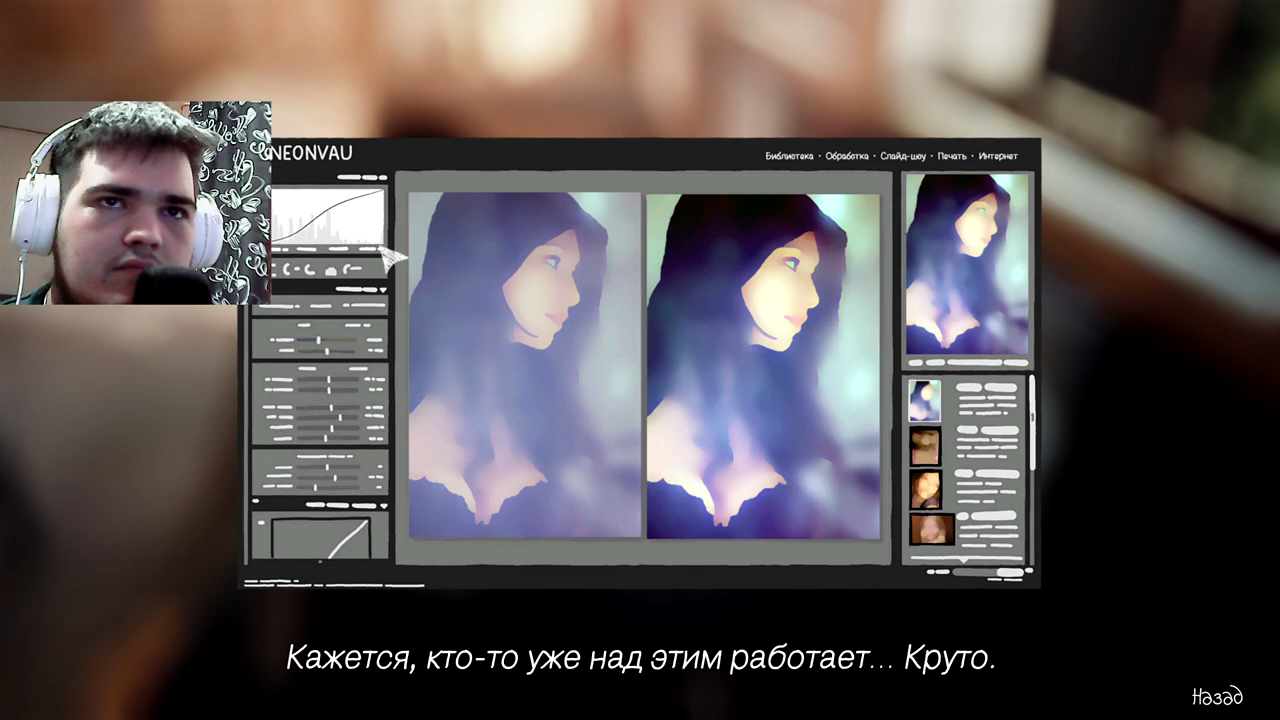 NEONVAU
Библиотека • Обработка • Слайд-шоу • Печать • Интернет
Кажется, кто-то уже над этим работает... Круто.
Назад